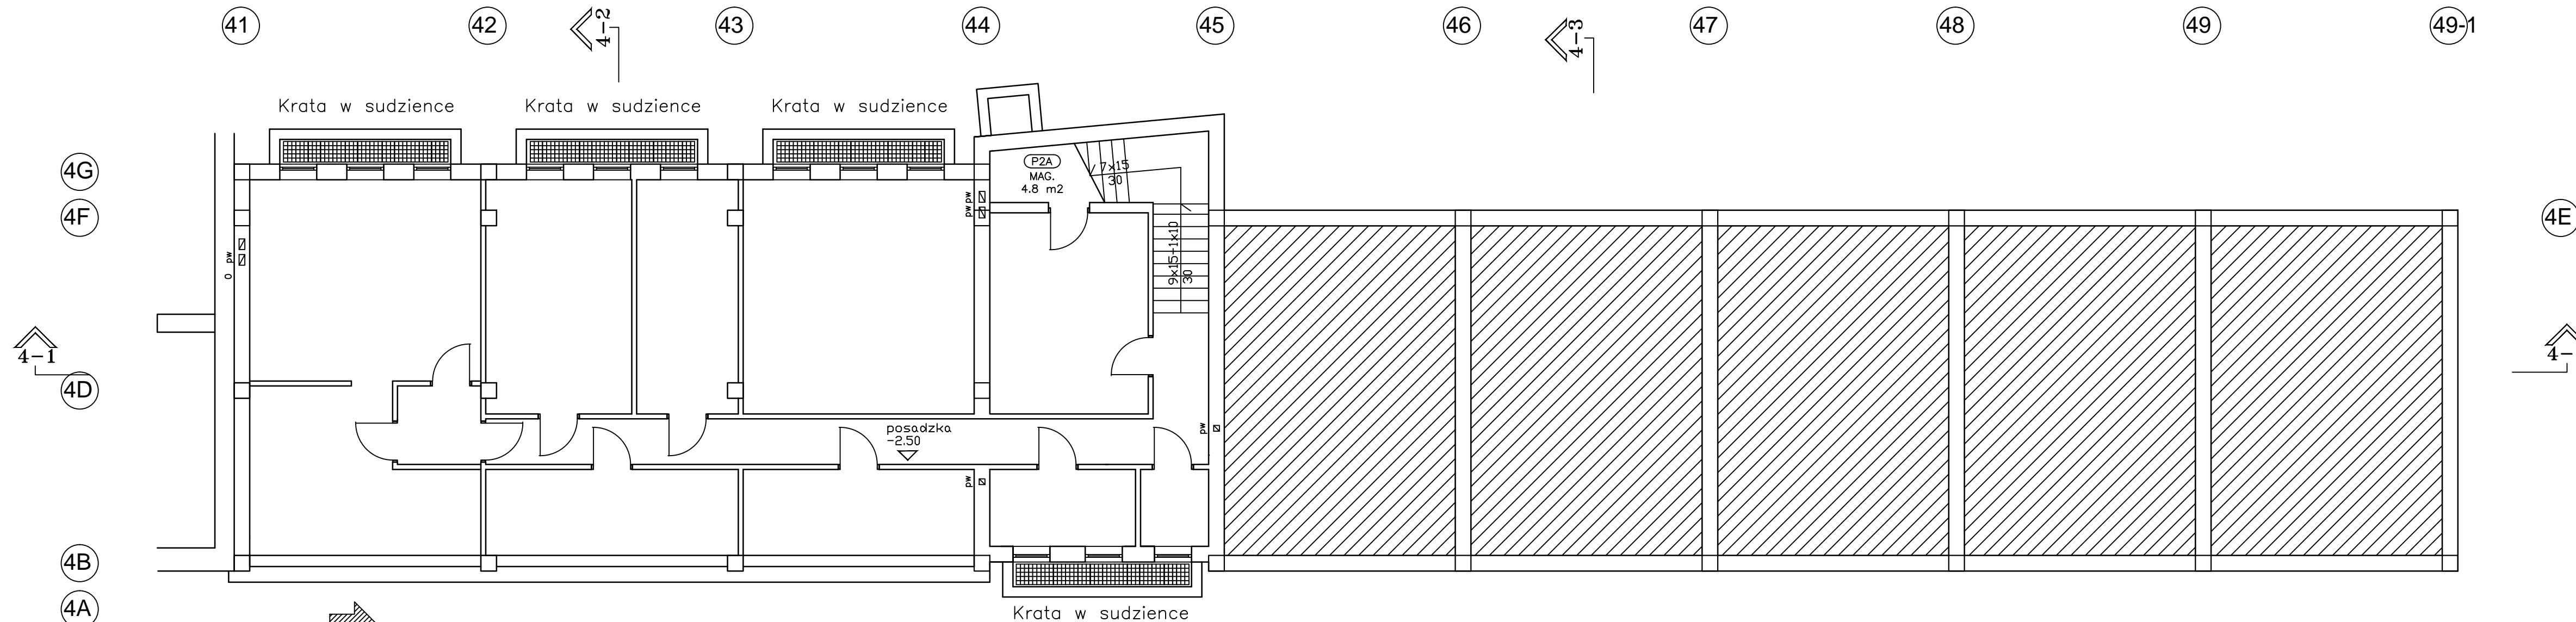 41
42
4-2
43
44
45
46
4-3
47
48
49
49-1
Krata w sudzience
Krata w sudzience
Krata w sudzience
4G
P2A
MAG.
4.8 m2
7x15
30
pw
pw
4F
4E
0 pw
9x15+1x10
30
4-1
4-
4D
posadzka
-2.50
pw
pw
4B
4A
Krata w sudzience